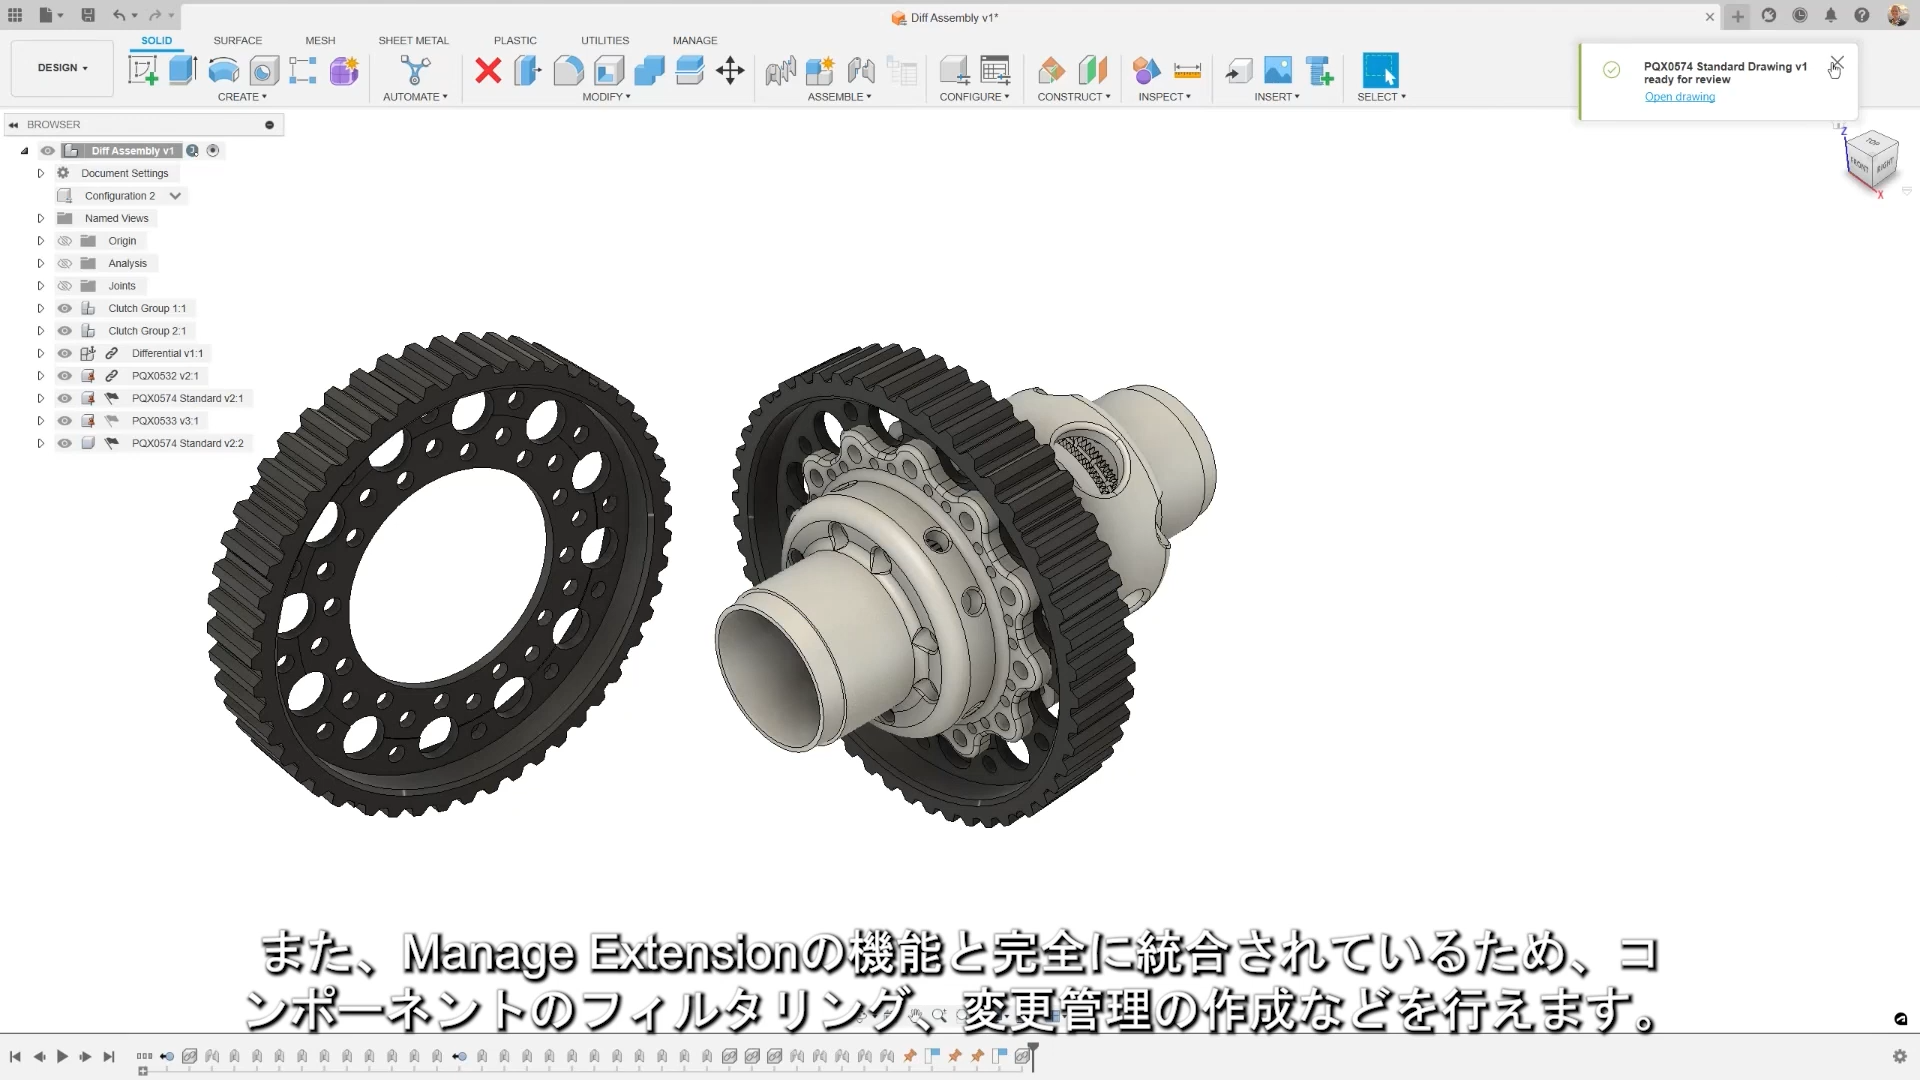 Diff Assembly v1*
SOLID SURFACE MESH SHEET METAL PLASTIC UTILITIES MANAGE
DESIGN
CREATE AUTOMATE MODIFY ASSEMBLE CONFIGURE CONSTRUCT INSPECT INSERT SELECT
PQX0574 Standard Drawing v1
ready for review
Open drawing
BROWSER
Diff Assembly v1
Document Settings
Configuration 2
Named Views
Origin
Analysis
Joints
Clutch Group 1:1
Clutch Group 2:1
Differential v1:1
PQX0532 v2:1
PQX0574 Standard v2:1
PQX0533 v3:1
PQX0574 Standard v2:2
Z
TOP
FRONT RIGHT
X
また、Manage Extensionの機能と完全に統合されているため、コ
ンポーネントのフィルタリング、変更管理の作成などを行えます。